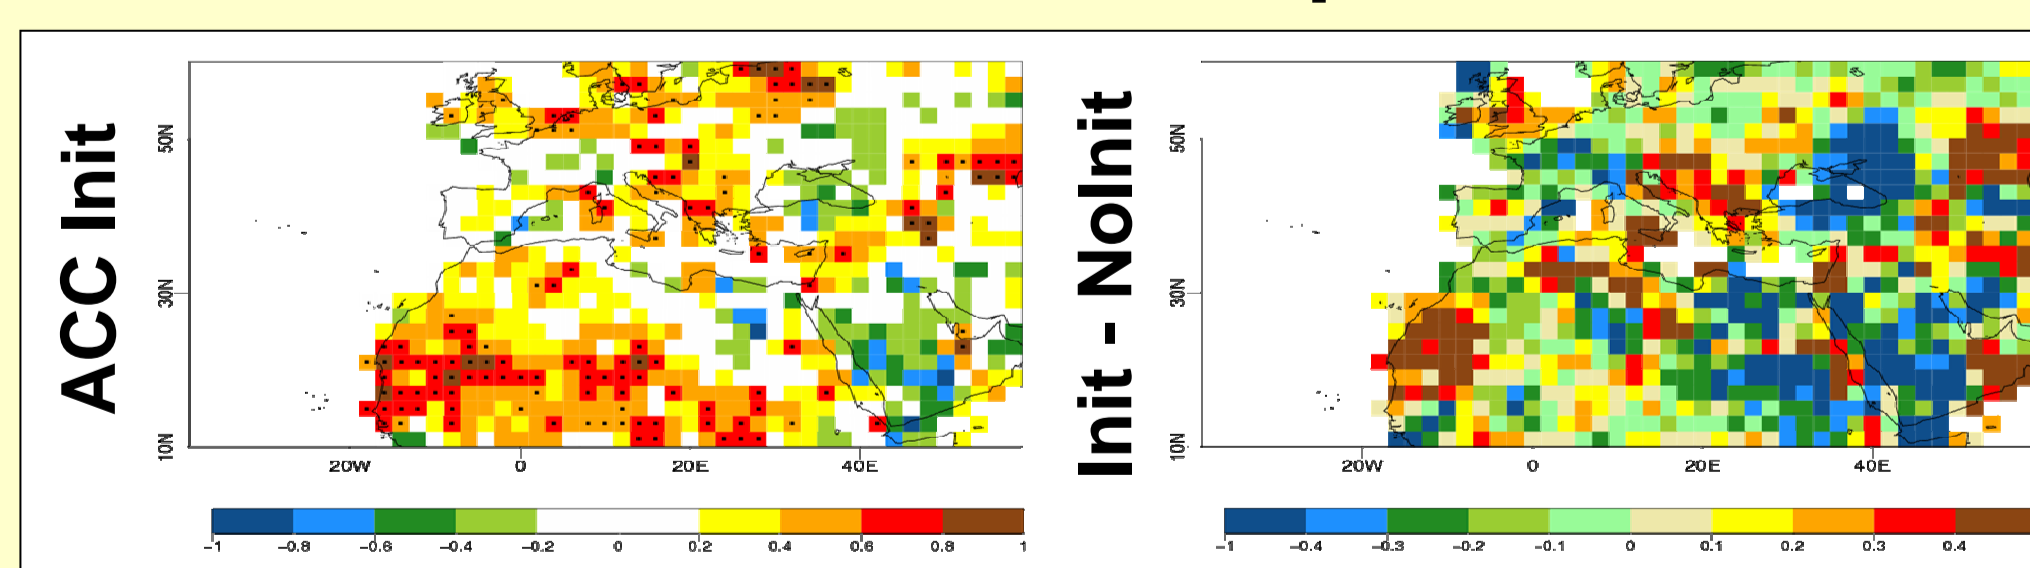 ACC Init
50N
30N
10N
20W 0 20E 40E
-1 -0.8 -0.6 -0.4 -0.2 0 0.2 0.4 0.6 0.8 1
Init - NoInit
50N
30N
10N
20W 0 20E 40E
-1 -0.4 -0.3 -0.2 -0.1 0 0.1 0.2 0.3 0.4